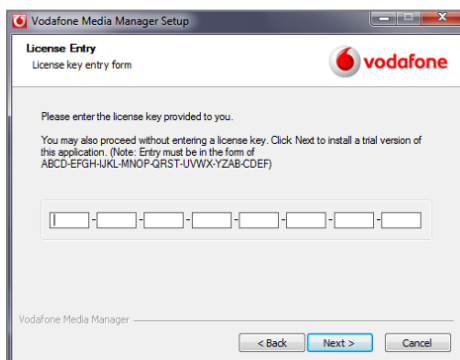 Vodafone Media Manager Setup
License Entry
License key entry form
vodafone
Please enter the license key provided to you.
You may also proceed without entering a license key. Click Next to install a trial version of
this application. (Note: Entry must be in the form of
ABCD-EFGH-IJKL-MNOP-QRST-UVWX-YZAB-CDEF)
- - - - - - -
Vodafone Media Manager
< Back Next > Cancel